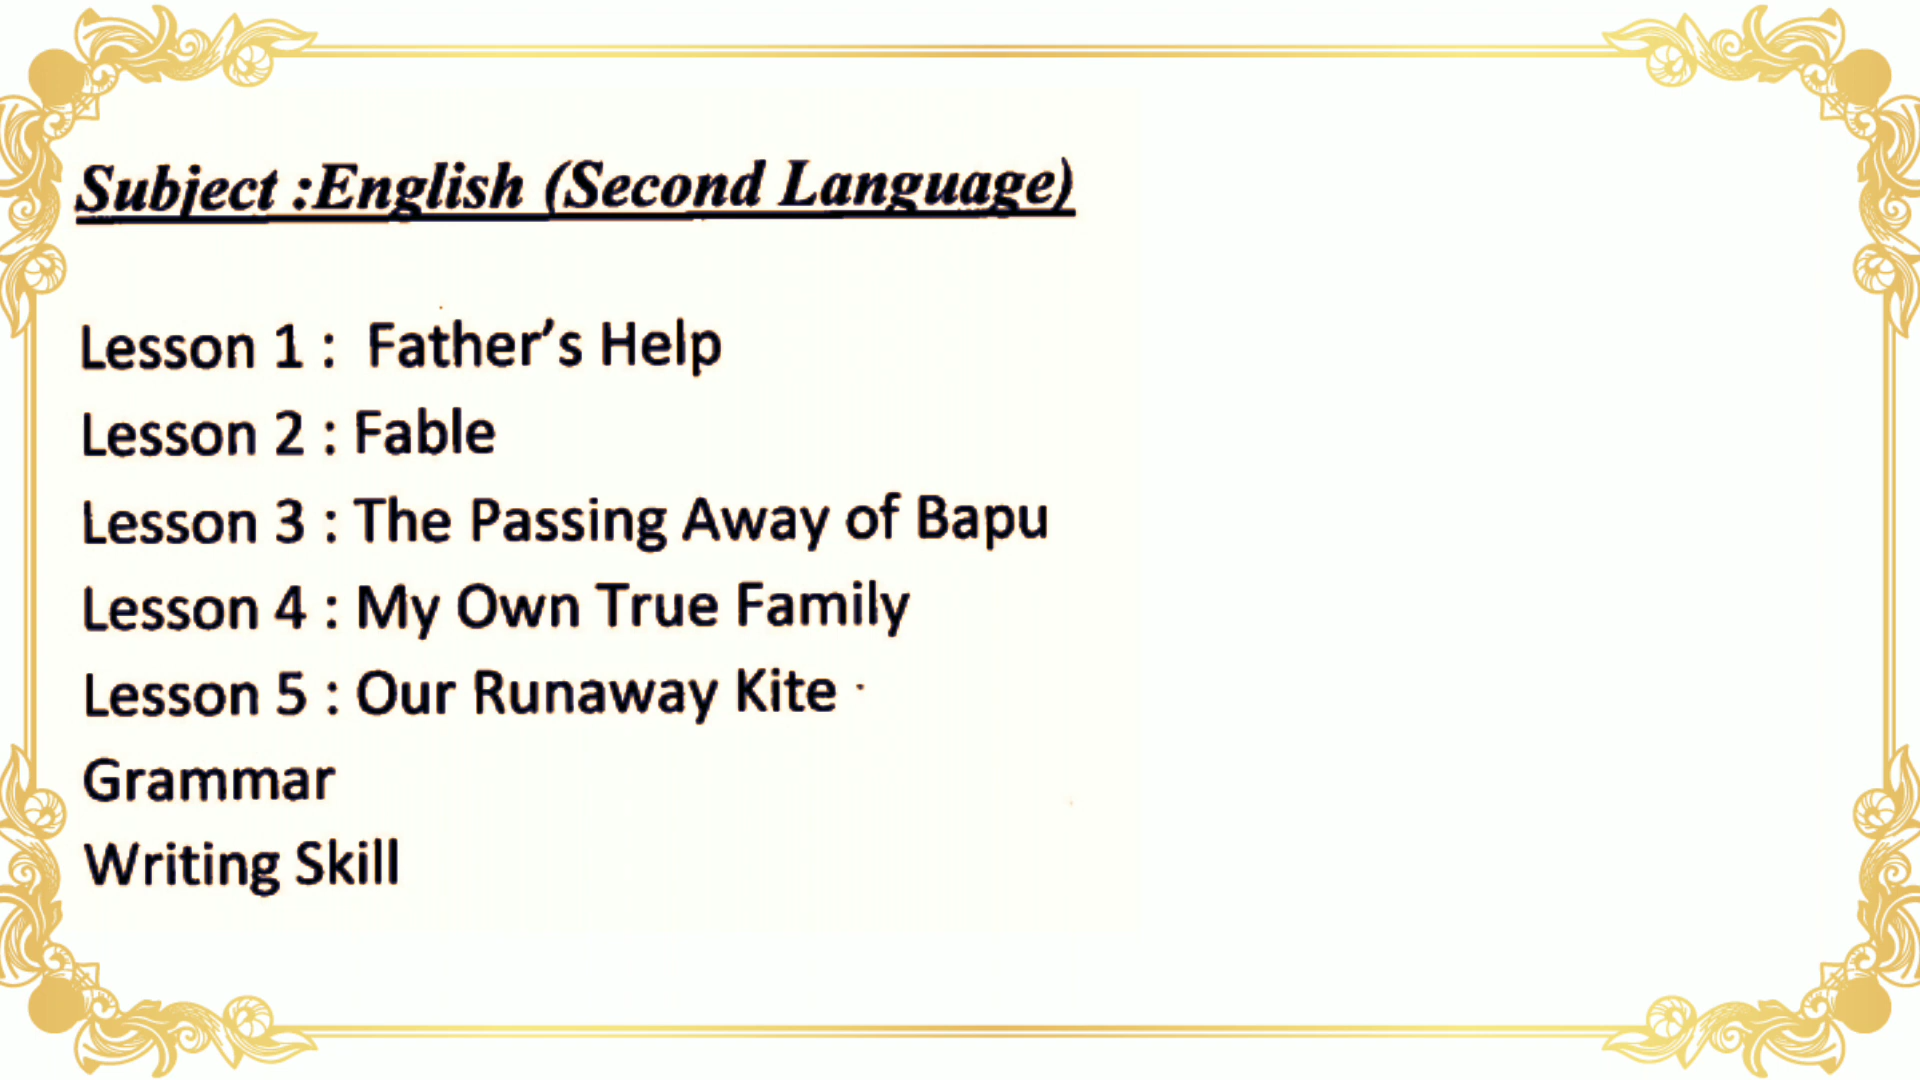 Subject :English (Second Language)
Lesson 1 : Father's Help
Lesson 2 : Fable
Lesson 3 : The Passing Away of Bapu
Lesson 4 : My Own True Family
Lesson 5 : Our Runaway Kite
Grammar
Writing Skill